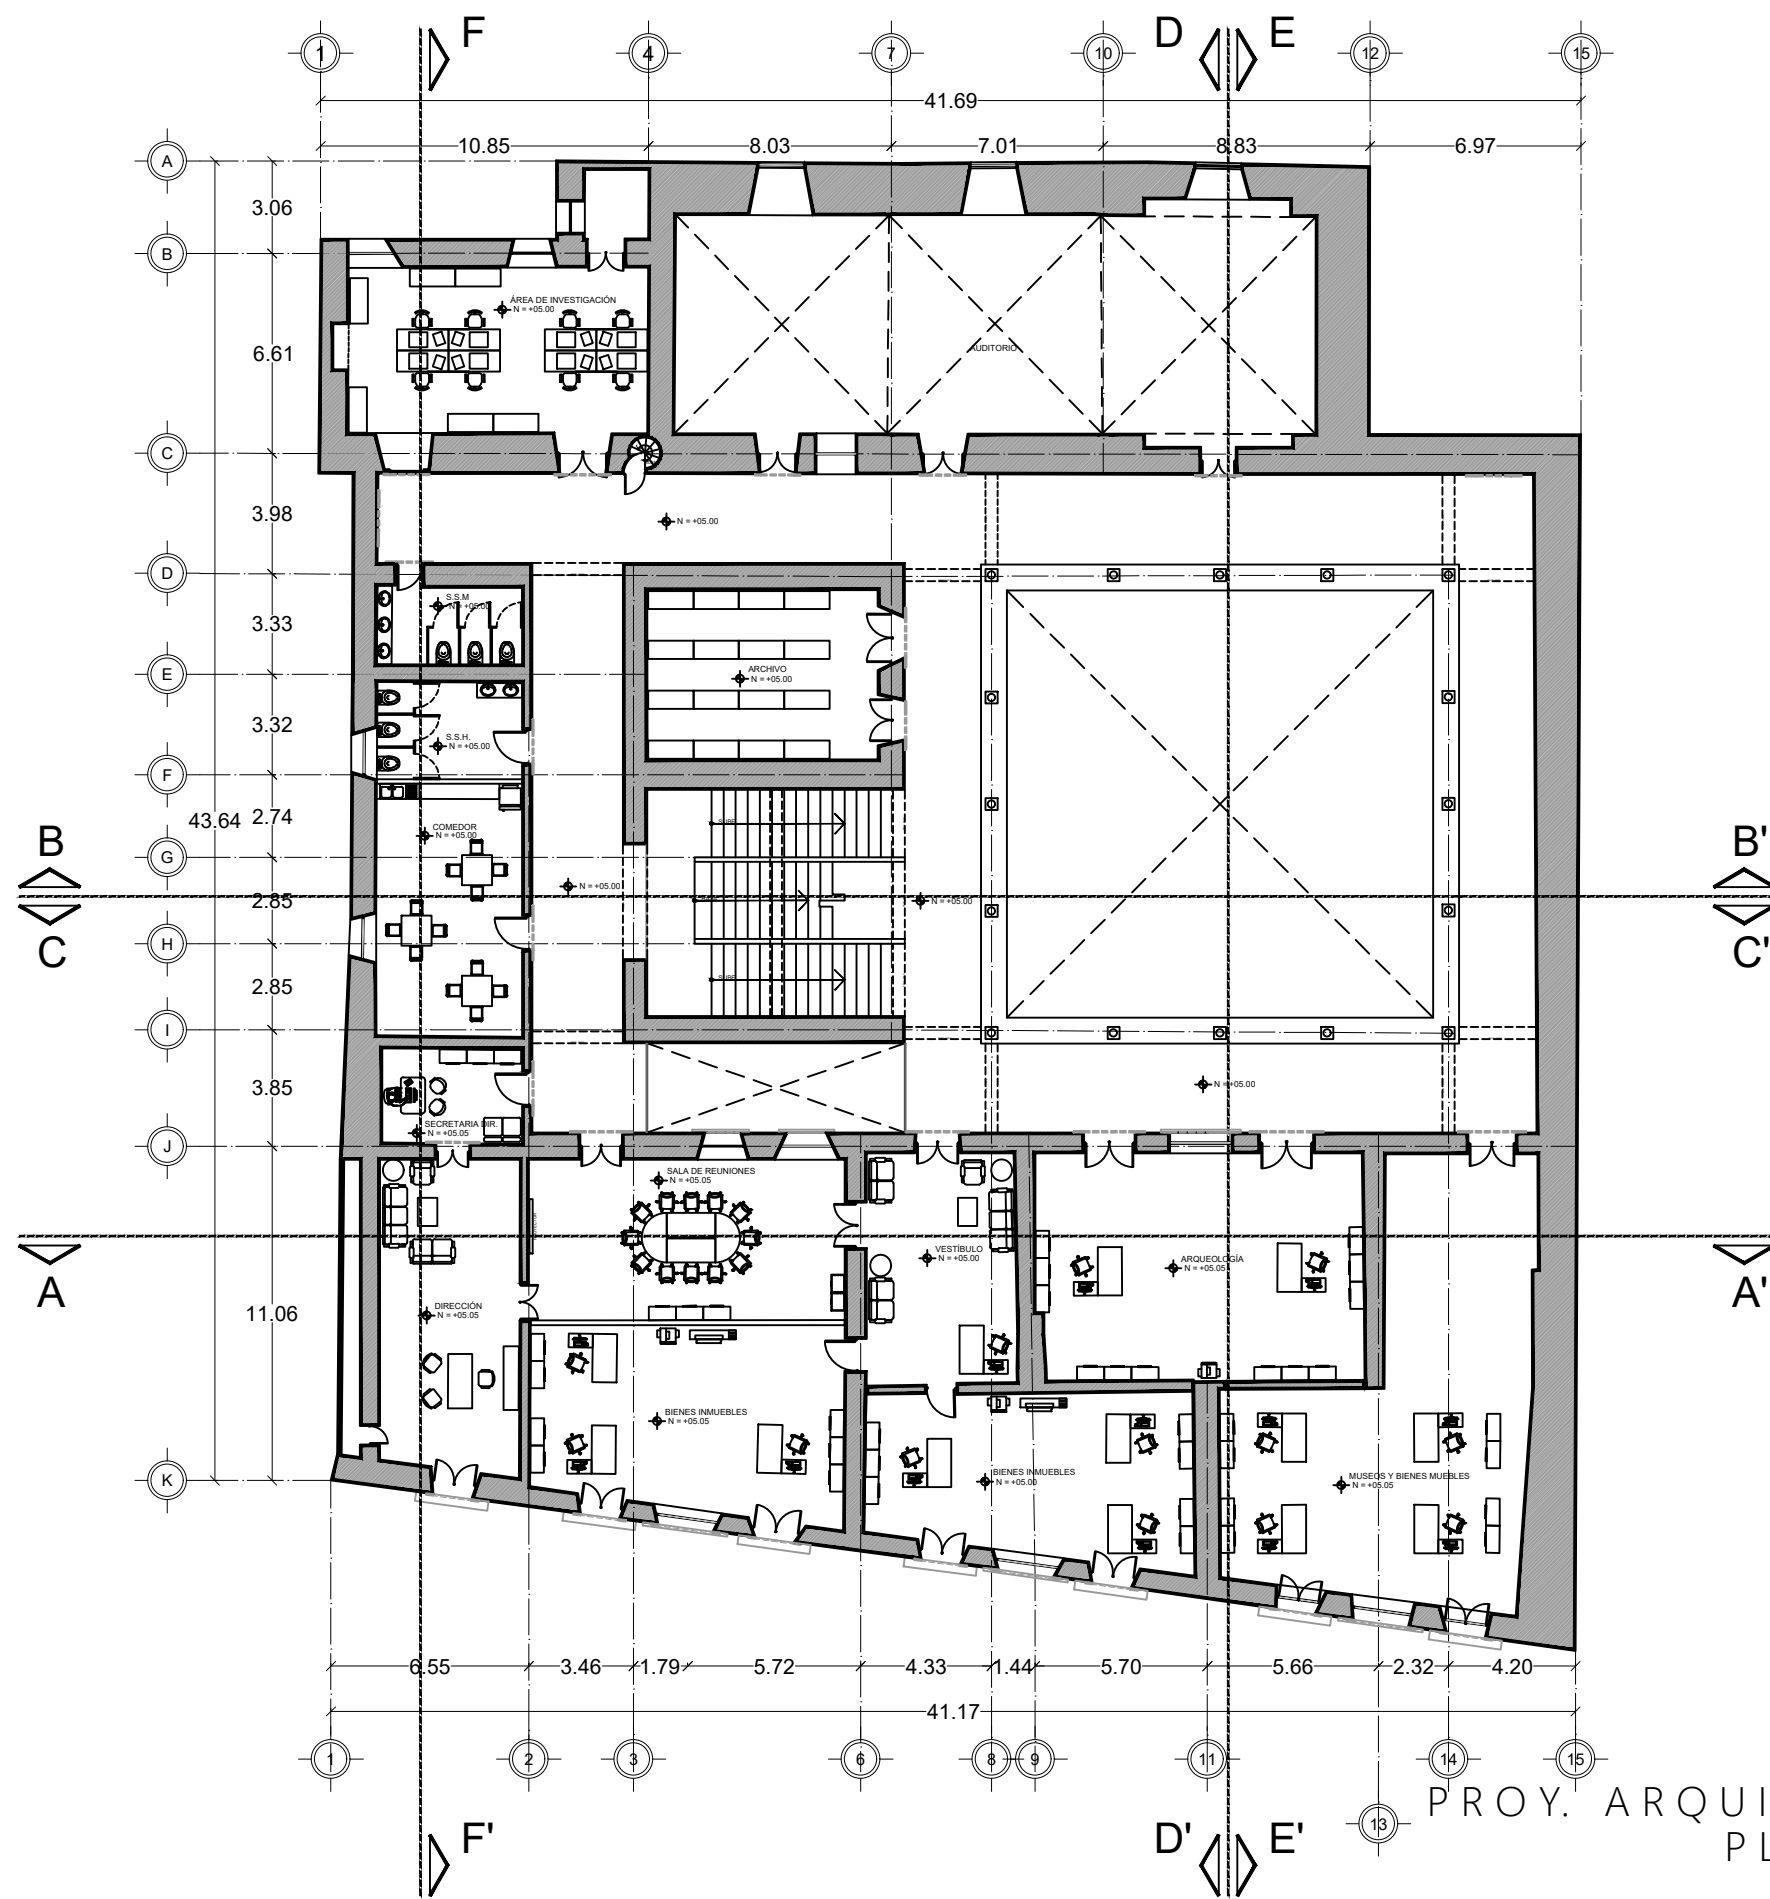 F
D
E
1
4
7
10
12
15
41.69
10.85
8.03
7.01
8.83
6.97
A
3.06
B
ÁREA DE INVESTIGACIÓN
N = +05.00
6.61
AUDITORIO
C
3.98
N = +05.00
D
S.S.M
N = +05.00
3.33
E
ARCHIVO
N = +05.00
3.32
S.S.H.
N = +05.00
F
43.64
2.74
COMEDOR
N = +05.00
SUBE
B
B'
G
N = +05.00
2.85
N = +05.00
C
C'
H
2.85
SUBE
I
3.85
N = +05.00
SECRETARIA DIR.
N = +05.05
J
SALA DE REUNIONES
N = +05.05
VESTÍBULO
N = +05.00
ARQUEOLOGÍA
N = +05.05
A
A'
DIRECCIÓN
N = +05.05
11.06
BIENES INMUEBLES
N = +05.05
BIENES INMUEBLES
N = +05.00
MUSEOS Y BIENES MUEBLES
N = +05.05
K
6.55
3.46
1.79
5.72
4.33
1.44
5.70
5.66
2.32
4.20
41.17
1
2
3
6
8
9
11
14
15
13
PROY. ARQUI
PL
F'
D'
E'